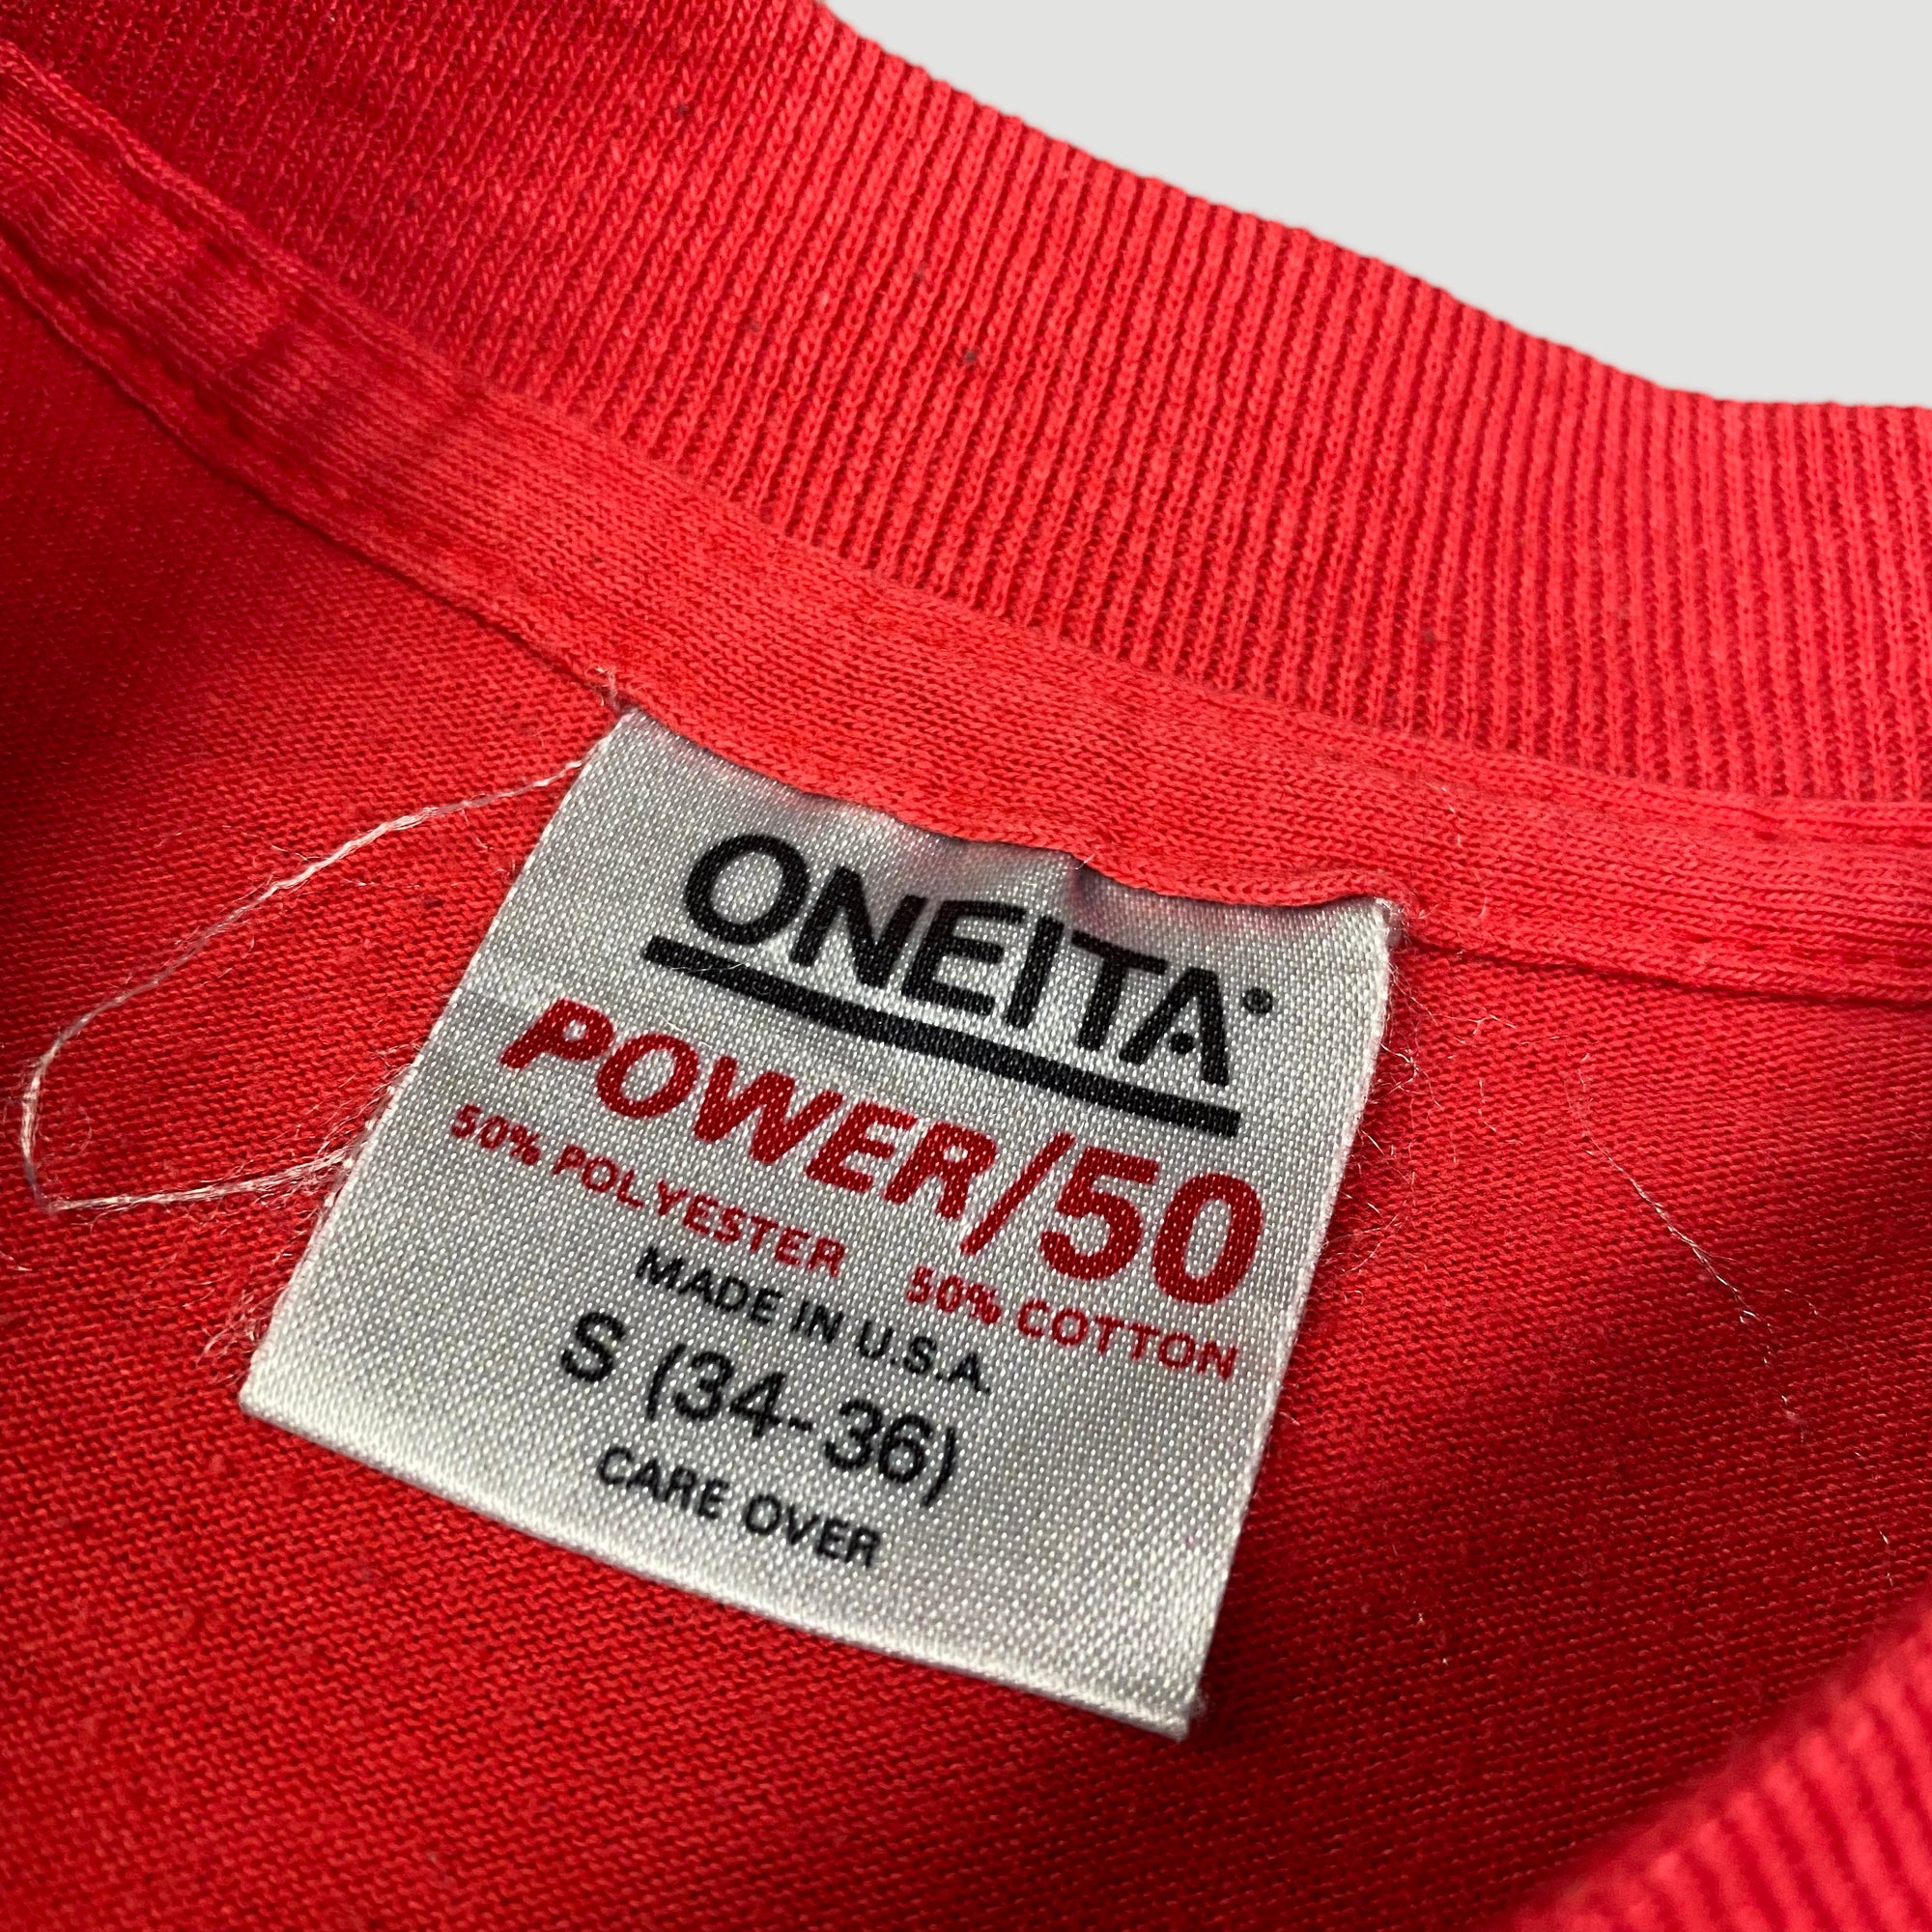 ONEITA®
POWER/50
50% POLYESTER 50% COTTON
MADE IN U.S.A.
S (34-36)
CARE OVER